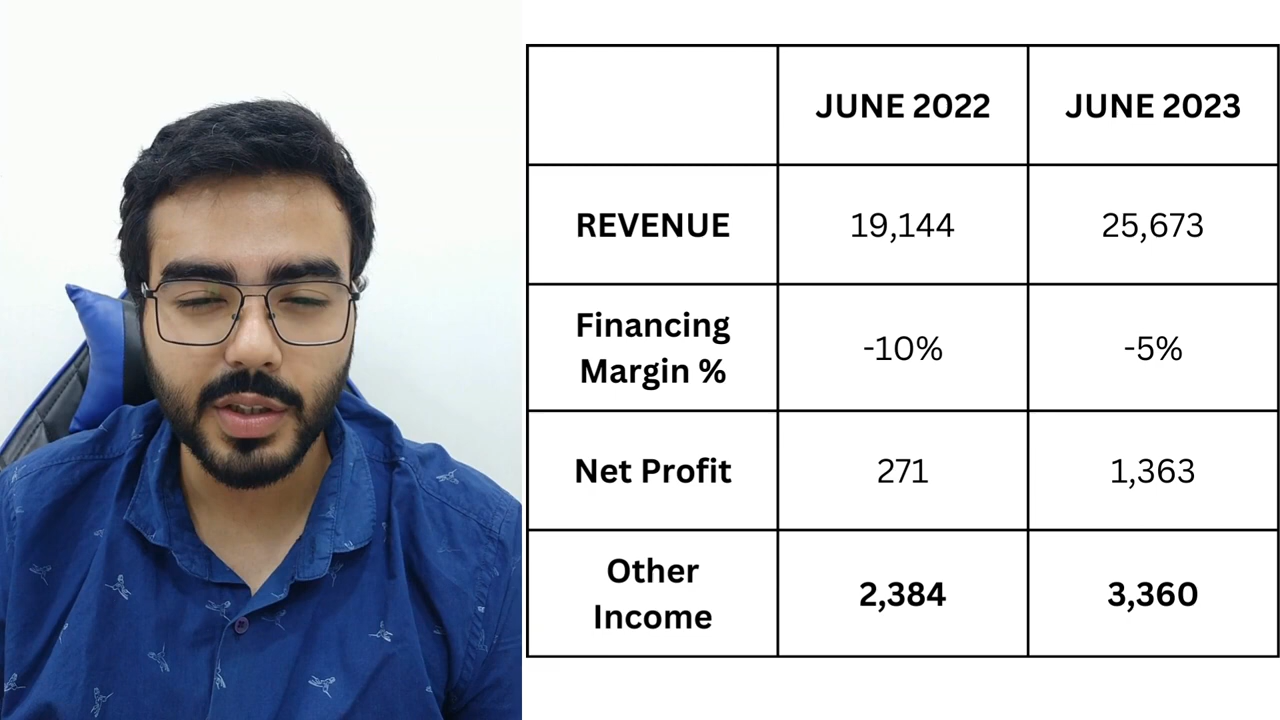 JUNE 2022 JUNE 2023
REVENUE 19,144 25,673
Financing
Margin % -10% -5%
Net Profit 271 1,363
Other
Income 2,384 3,360